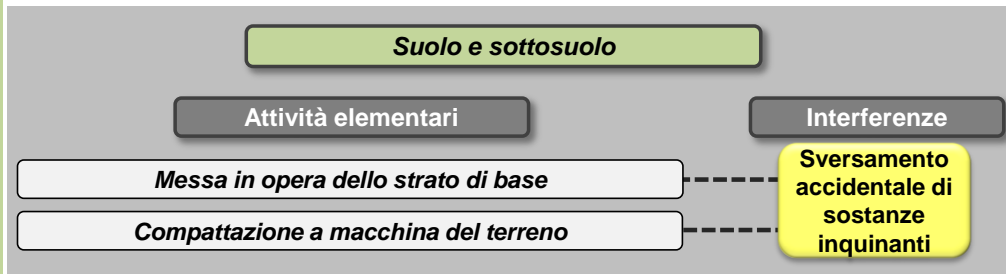 Suolo e sottosuolo
Attività elementari
Interferenze
Messa in opera dello strato di base
Compattazione a macchina del terreno
Sversamento
accidentale di
sostanze
inquinanti